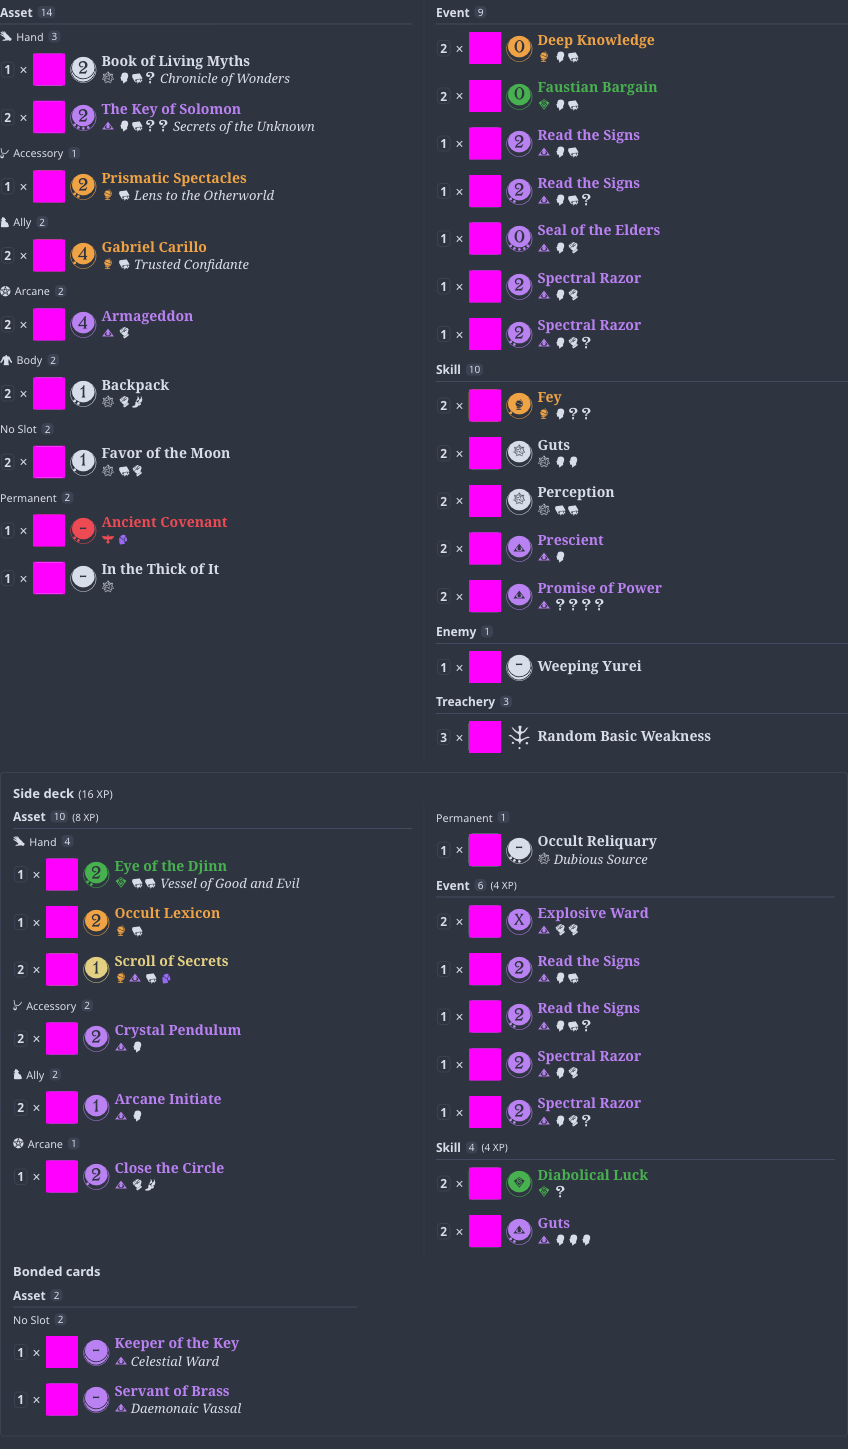 Asset 14
Hand 3
1 × 2 Book of Living Myths
? Chronicle of Wonders
2 × 2 The Key of Solomon
? ? Secrets of the Unknown
Accessory 1
1 × 2 Prismatic Spectacles
Lens to the Otherworld
Ally 2
2 × 4 Gabriel Carillo
Trusted Confidante
Arcane 2
2 × 4 Armageddon
Body 2
2 × 1 Backpack
No Slot 2
2 × 1 Favor of the Moon
Permanent 2
1 × - Ancient Covenant
1 × - In the Thick of It
Event 9
2 × 0 Deep Knowledge
2 × 0 Faustian Bargain
1 × 2 Read the Signs
1 × 2 Read the Signs
?
1 × 0 Seal of the Elders
1 × 2 Spectral Razor
1 × 2 Spectral Razor
?
Skill 10
2 × Fey
? ?
2 × Guts
2 × Perception
2 × Prescient
2 × Promise of Power
? ? ? ?
Enemy 1
1 × - Weeping Yurei
Treachery 3
3 × Random Basic Weakness
Side deck (16 XP)
Asset 10 (8 XP)
Hand 4
1 × 2 Eye of the Djinn
Vessel of Good and Evil
1 × 2 Occult Lexicon
2 × 1 Scroll of Secrets
Accessory 2
2 × 2 Crystal Pendulum
Ally 2
2 × 1 Arcane Initiate
Arcane 1
1 × 2 Close the Circle
Permanent 1
1 × - Occult Reliquary
Dubious Source
Event 6 (4 XP)
2 × X Explosive Ward
1 × 2 Read the Signs
1 × 2 Read the Signs
?
1 × 2 Spectral Razor
1 × 2 Spectral Razor
?
Skill 4 (4 XP)
2 × Diabolical Luck
?
2 × Guts
Bonded cards
Asset 2
No Slot 2
1 × - Keeper of the Key
Celestial Ward
1 × - Servant of Brass
Daemonaic Vassal